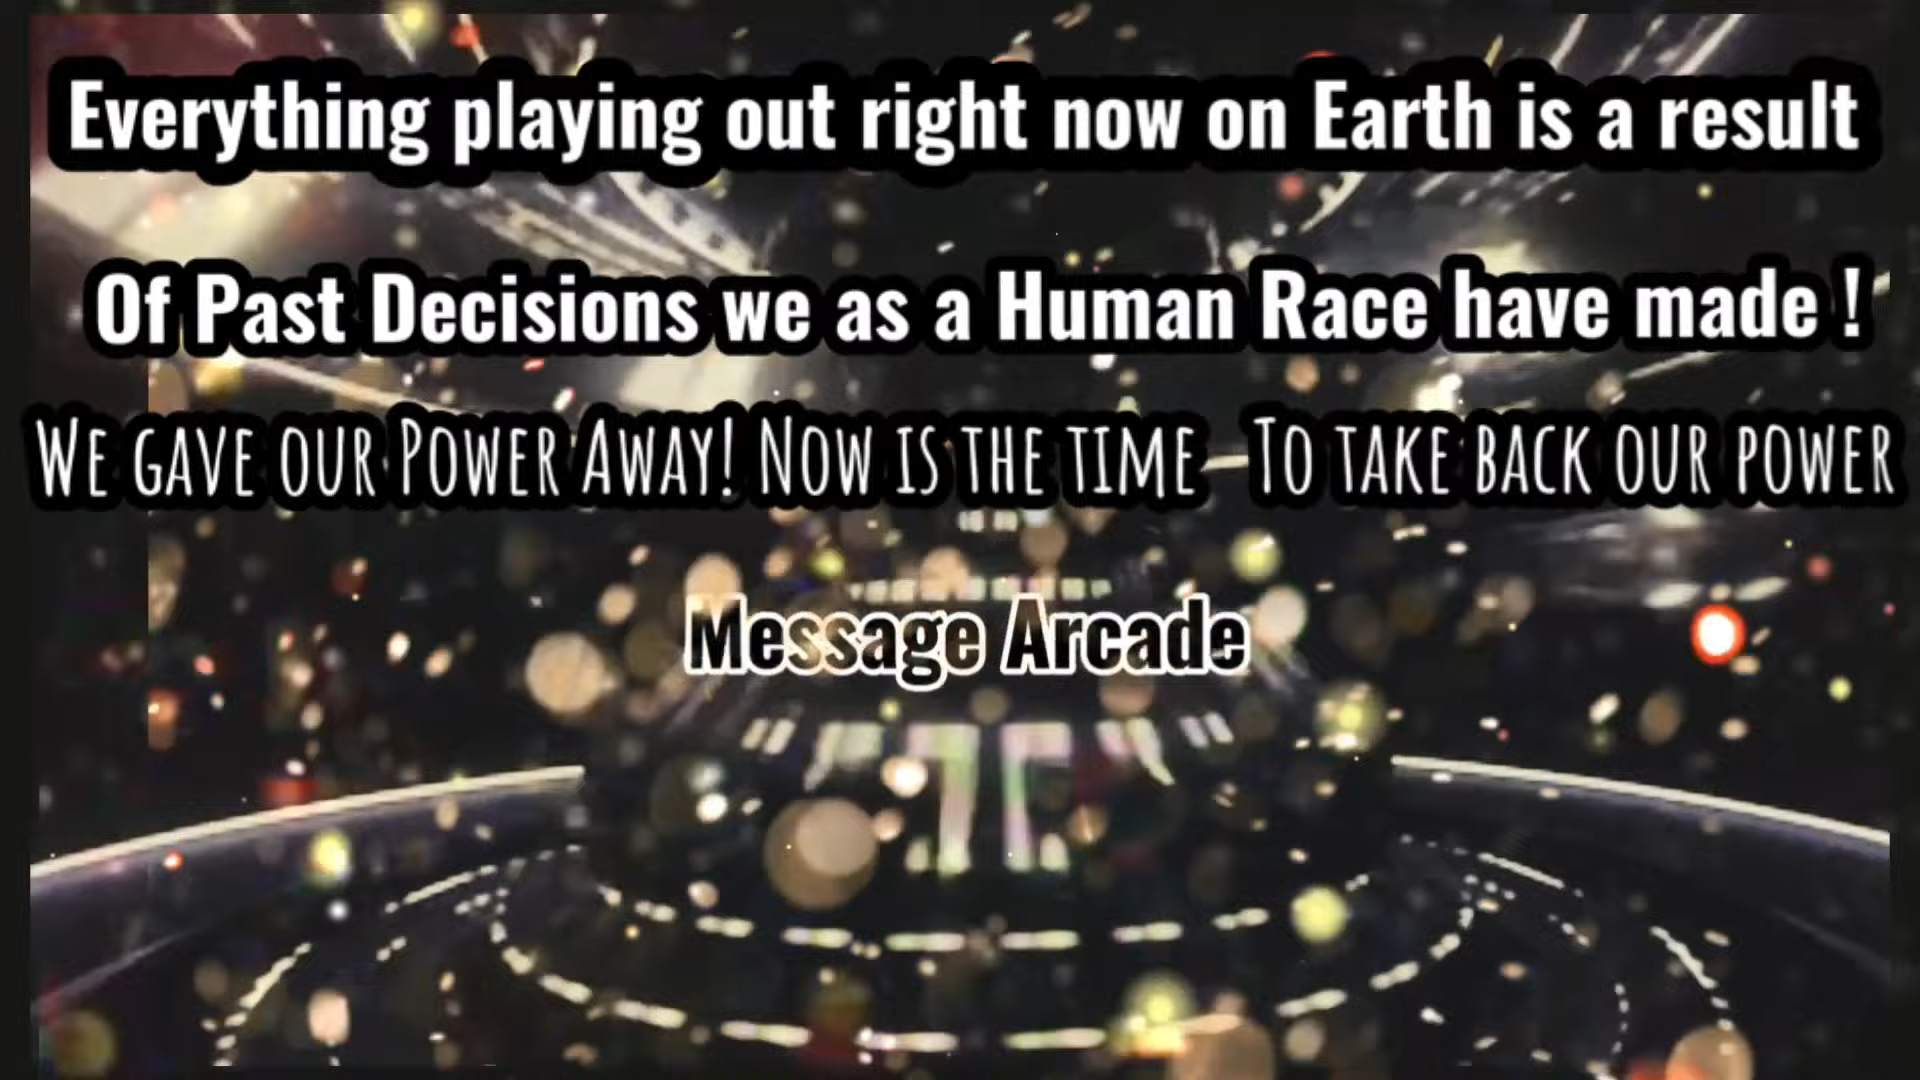 Everything playing out right now on Earth is a result
Of Past Decisions we as a Human Race have made !
We gave our Power Away! Now is the time To take back our power
Message Arcade